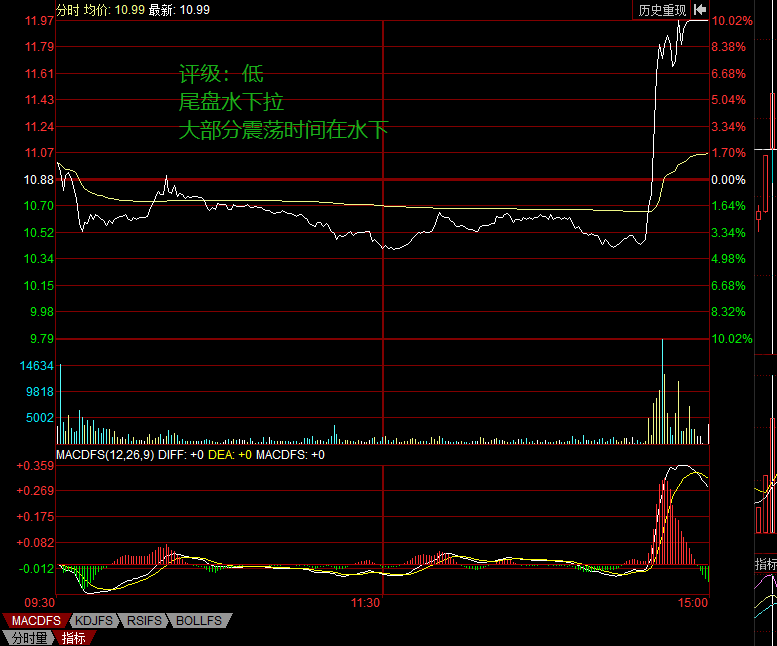 分时 均价: 10.99 最新: 10.99 历史重现
11.97 10.02%
11.79 8.38%
评级：低
11.61 6.68%
尾盘水下拉
11.43 5.04%
大部分震荡时间在水下
11.24 3.34%
11.07 1.70%
10.88 0.00%
10.70 1.64%
10.52 3.34%
10.34 4.98%
10.15 6.68%
9.98 8.32%
9.79 10.02%
14634
9818
5002
MACDFS(12,26,9) DIFF: +0 DEA: +0 MACDFS: +0
+0.359
+0.269
+0.175
+0.082
-0.012
指标
09:30 11:30 15:00
MACDFS KDJFS RSIFS BOLLFS
分时量 指标